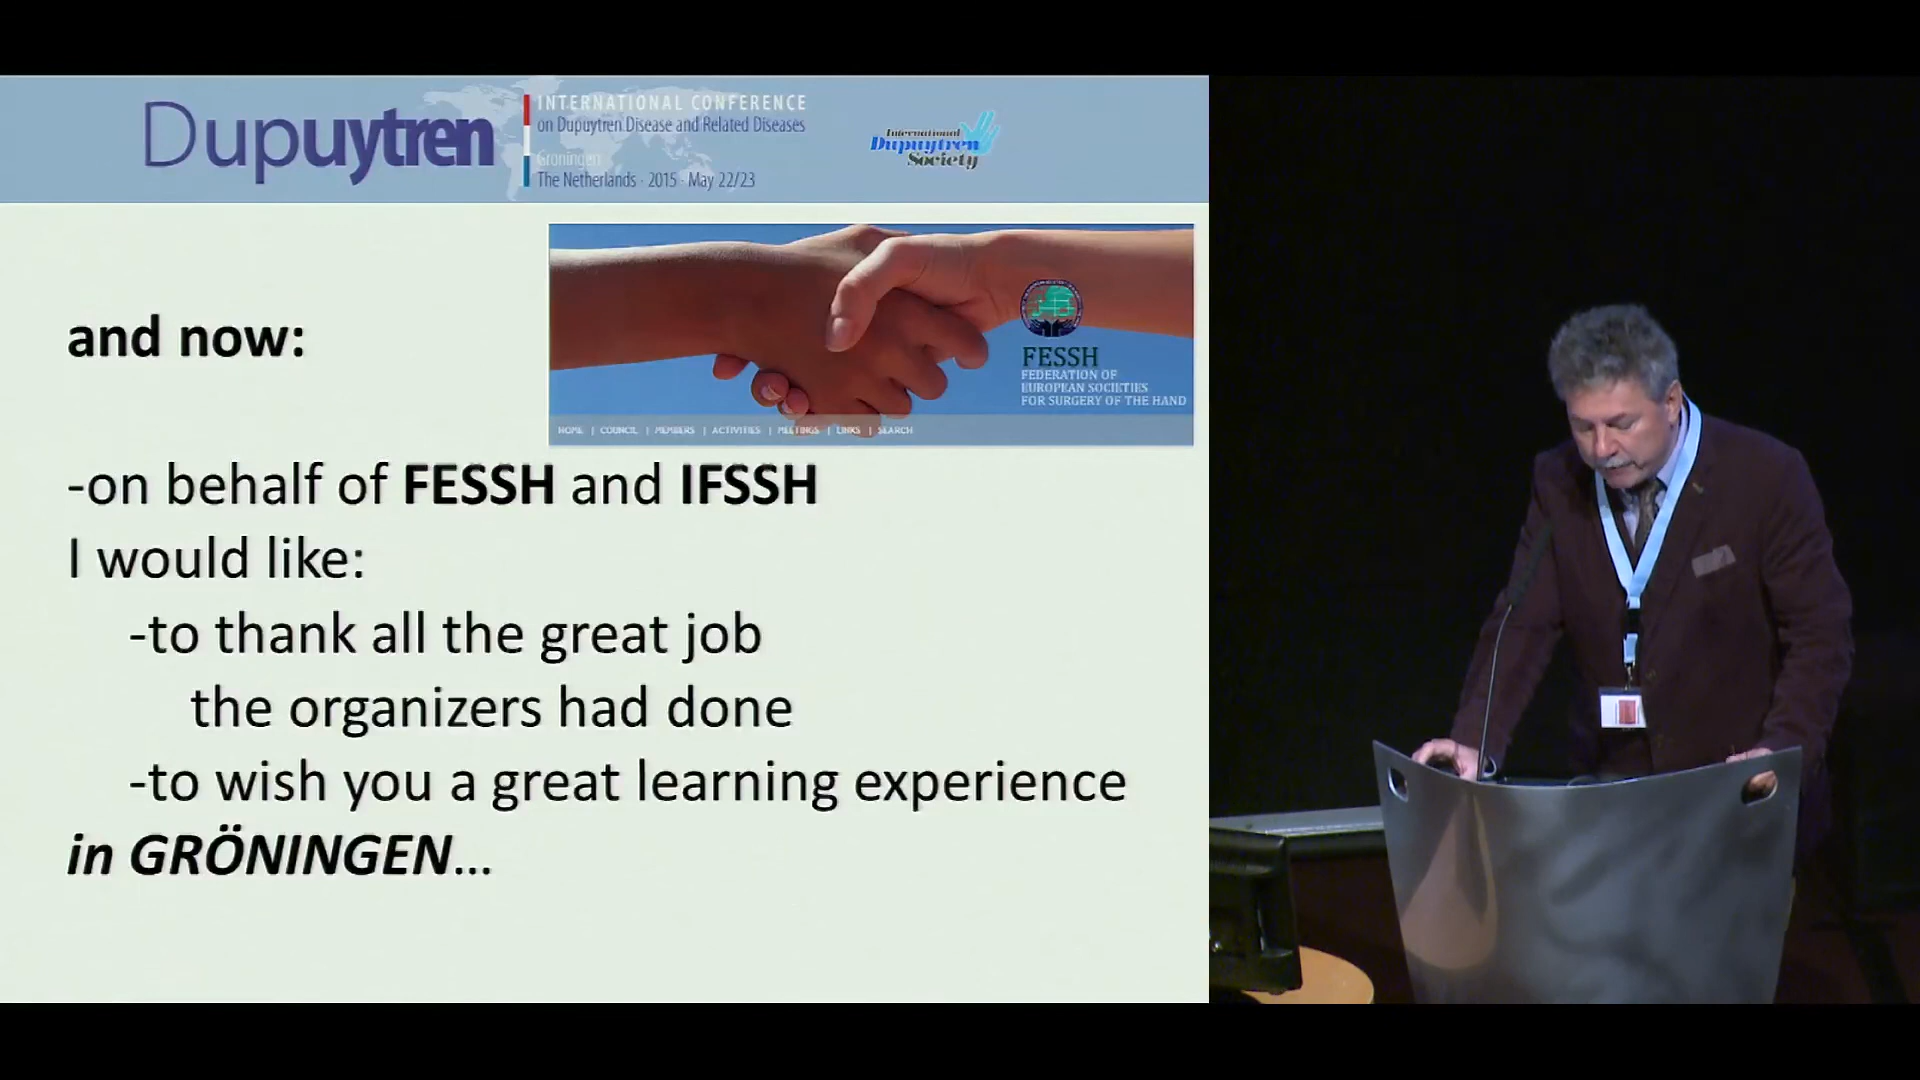 Dupuytren
INTERNATIONAL CONFERENCE
on Dupuytren Disease and Related Diseases
Groningen
The Netherlands · 2015 · May 22/23
International
Dupuytren
Society
FESSH
FEDERATION OF
EUROPEAN SOCIETIES
FOR SURGERY OF THE HAND
HOME | COUNCIL | MEMBERS | ACTIVITIES | MEETINGS | LINKS | SEARCH
and now:
-on behalf of FESSH and IFSSH
I would like:
-to thank all the great job
the organizers had done
-to wish you a great learning experience
in GRÖNINGEN...